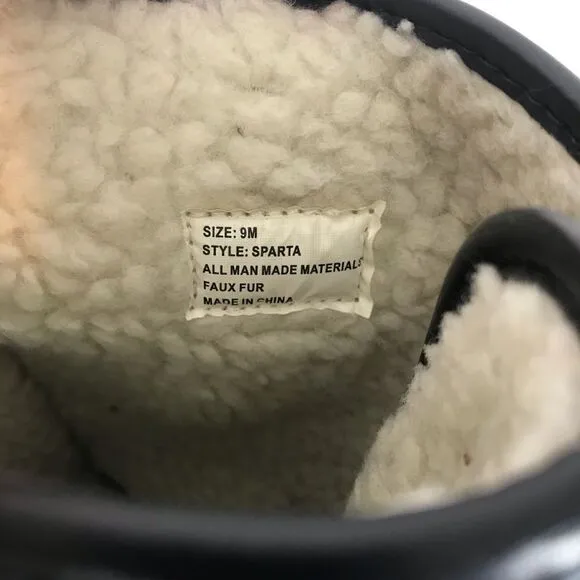 SIZE: 9M
STYLE: SPARTA
ALL MAN MADE MATERIALS
FAUX FUR
MADE IN CHINA